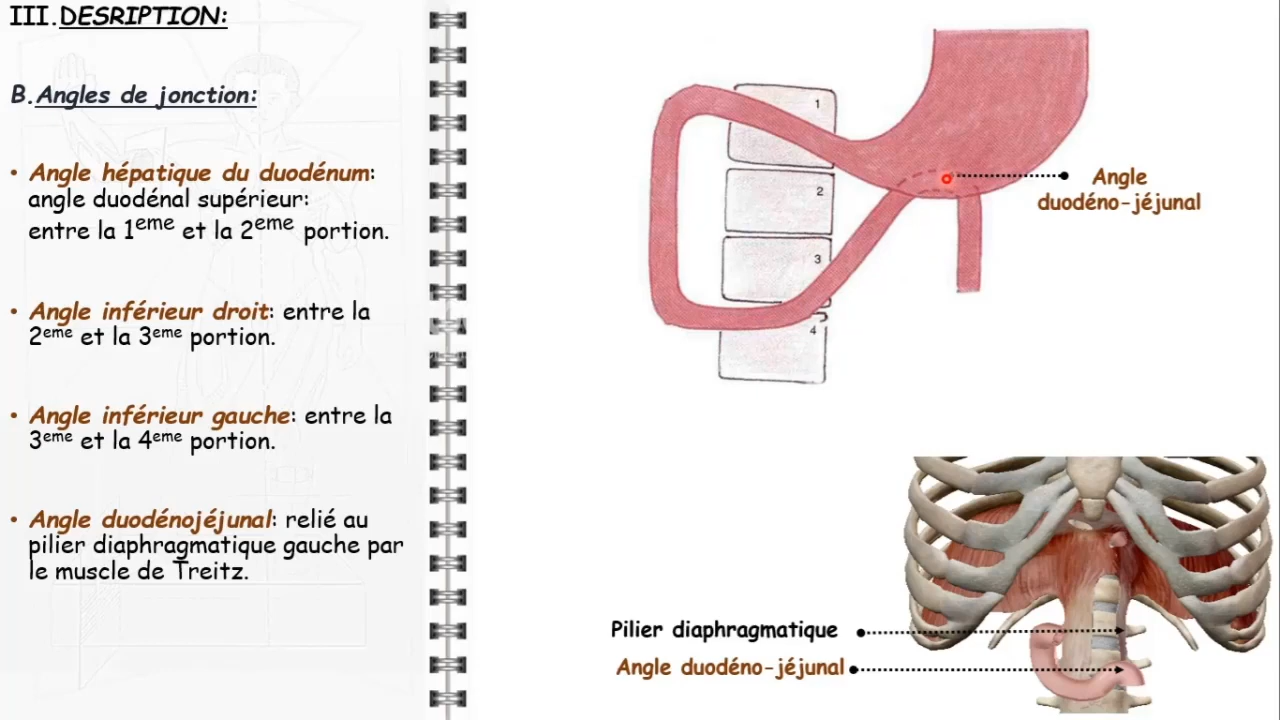 III.DESRIPTION:
B.Angles de jonction:
• Angle hépatique du duodénum:
angle duodénal supérieur:
entre la 1eme et la 2eme portion.
• Angle inférieur droit: entre la
2eme et la 3eme portion.
• Angle inférieur gauche: entre la
3eme et la 4eme portion.
• Angle duodénojéjunal: relié au
pilier diaphragmatique gauche par
le muscle de Treitz.
1
2
3
4
Angle
duodéno-jéjunal
Pilier diaphragmatique
Angle duodéno-jéjunal